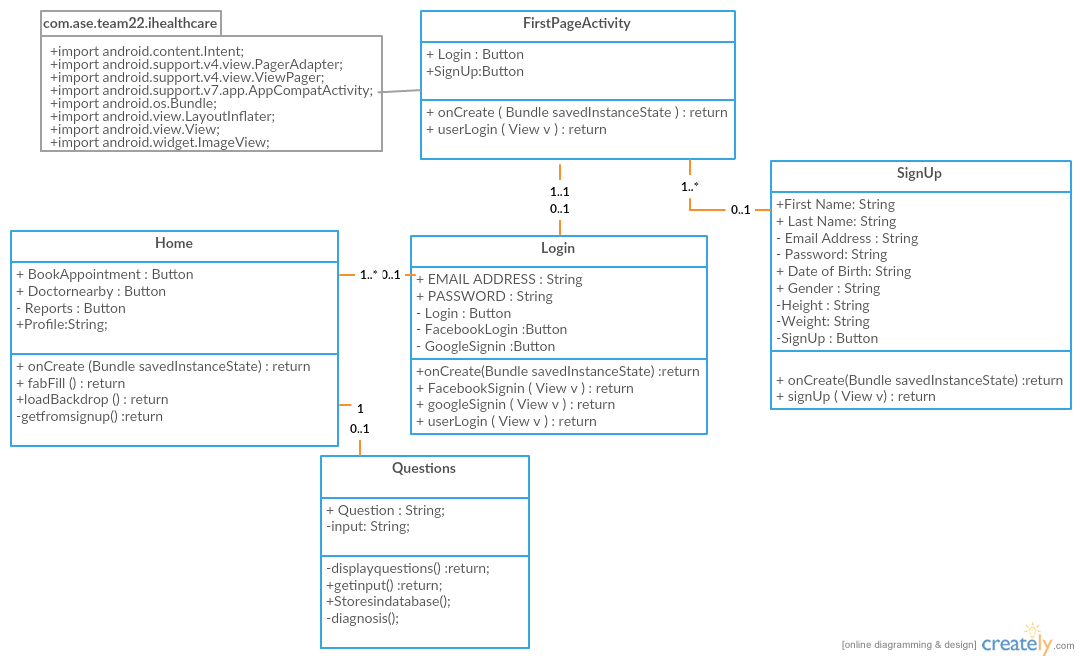 com.ase.team22.ihealthcare
+import android.content.Intent;
+import android.support.v4.view.PagerAdapter;
+import android.support.v4.view.ViewPager;
+import android.support.v7.app.AppCompatActivity;
+import android.os.Bundle;
+import android.view.LayoutInflater;
+import android.view.View;
+import android.widget.ImageView;
FirstPageActivity
+ Login : Button
+SignUp:Button
+ onCreate ( Bundle savedInstanceState ) : return
+ userLogin ( View v ) : return
1..1
0..1
1..*
0..1
SignUp
+First Name: String
+ Last Name: String
- Email Address : String
- Password: String
+ Date of Birth: String
+ Gender : String
-Height : String
-Weight: String
-SignUp : Button
+ onCreate(Bundle savedInstanceState) :return
+ signUp ( View v) : return
Home
+ BookAppointment : Button
+ Doctornearby : Button
- Reports : Button
+Profile:String;
+ onCreate (Bundle savedInstanceState) : return
+ fabFill () : return
+loadBackdrop () : return
-getfromsignup() :return
1..* 0..1
Login
+ EMAIL ADDRESS : String
+ PASSWORD : String
- Login : Button
- FacebookLogin :Button
- GoogleSignin :Button
+onCreate(Bundle savedInstanceState) :return
+ FacebookSignin ( View v ) : return
+ googleSignin ( View v ) : return
+ userLogin ( View v ) : return
1
0..1
Questions
+ Question : String;
-input: String;
-displayquestions() :return;
+getinput() :return;
+Storesindatabase();
-diagnosis();
[online diagramming & design] creately.com